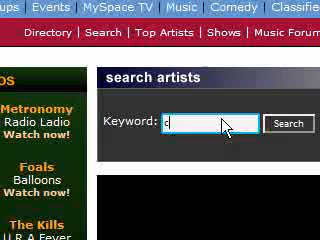 ups | Events | MySpace TV | Music | Comedy | Classifie
Directory | Search | Top Artists | Shows | Music Forum
OS
search artists
Metronomy
Radio Ladio
Watch now!
Keyword: c Search
Foals
Balloons
Watch now!
The Kills
U R A Fever